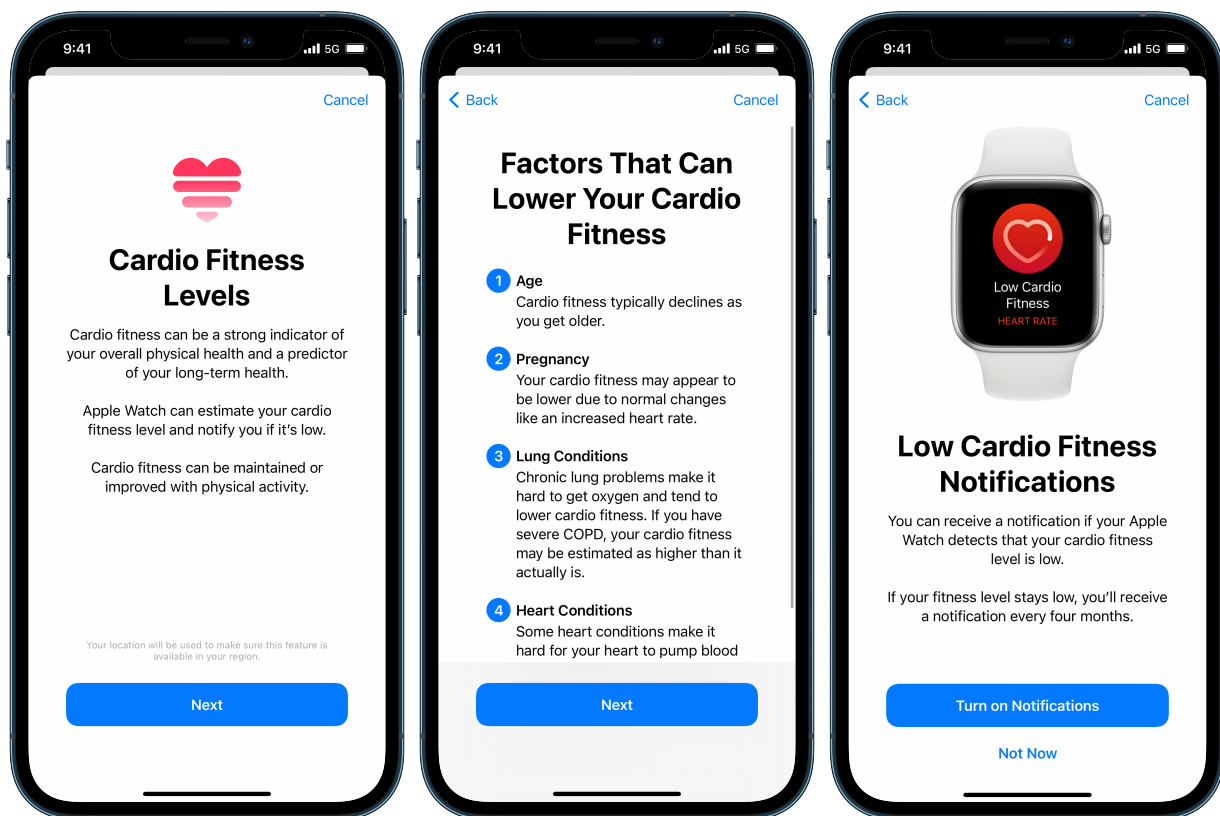 9:41
5G
Cancel
Cardio Fitness
Levels
Cardio fitness can be a strong indicator of
your overall physical health and a predictor
of your long-term health.
Apple Watch can estimate your cardio
fitness level and notify you if it’s low.
Cardio fitness can be maintained or
improved with physical activity.
Your location will be used to make sure this feature is
available in your region.
Next
9:41
5G
Back
Cancel
Factors That Can
Lower Your Cardio
Fitness
1 Age
Cardio fitness typically declines as
you get older.
2 Pregnancy
Your cardio fitness may appear to
be lower due to normal changes
like an increased heart rate.
3 Lung Conditions
Chronic lung problems make it
hard to get oxygen and tend to
lower cardio fitness. If you have
severe COPD, your cardio fitness
may be estimated as higher than it
actually is.
4 Heart Conditions
Some heart conditions make it
hard for your heart to pump blood
Next
9:41
5G
Back
Cancel
Low Cardio
Fitness
HEART RATE
Low Cardio Fitness
Notifications
You can receive a notification if your Apple
Watch detects that your cardio fitness
level is low.
If your fitness level stays low, you’ll receive
a notification every four months.
Turn on Notifications
Not Now